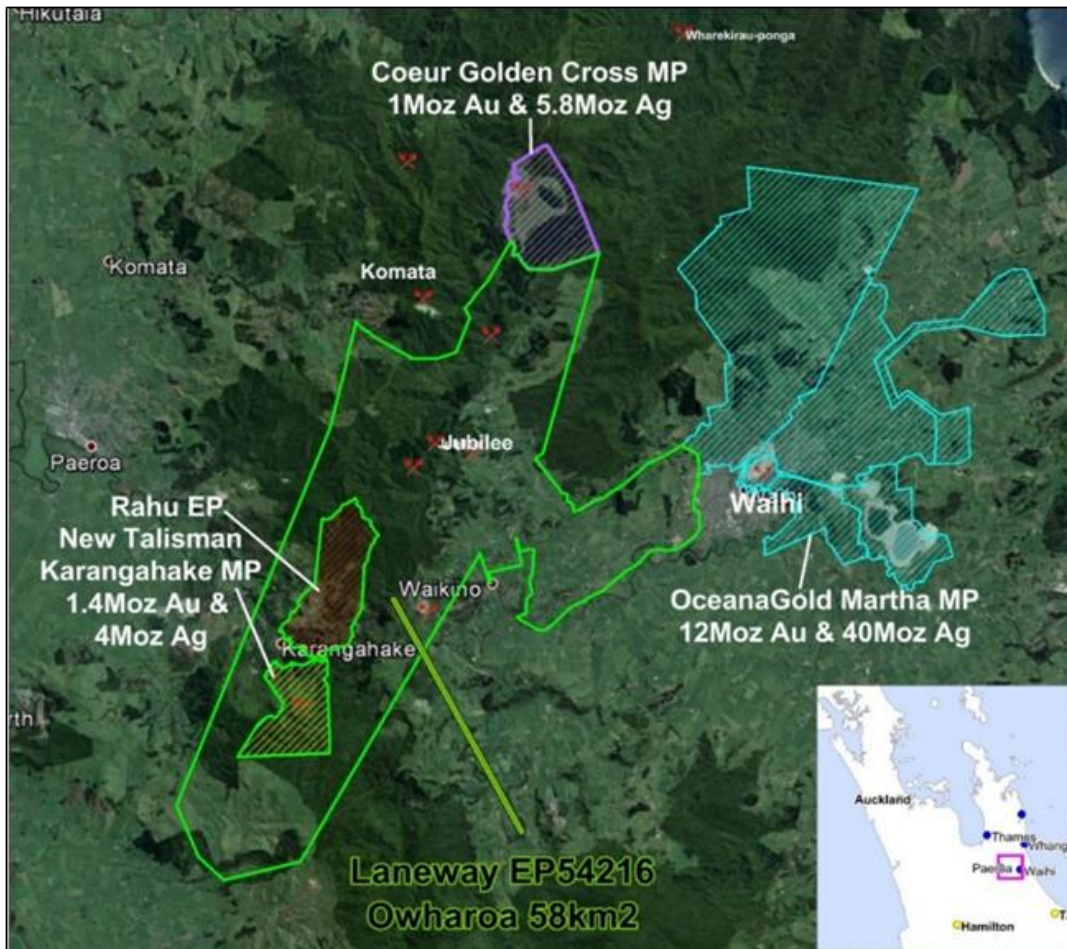 Hikutaia
Wharekirau-ponga
Coeur Golden Cross MP
1Moz Au & 5.8Moz Ag
Komata
Komata
Jubilee
Paeroa
Waihi
Rahu EP
New Talisman
Karangahake MP
1.4Moz Au &
4Moz Ag
Waikino
Karangahake
OceanaGold Martha MP
12Moz Au & 40Moz Ag
rth
Laneway EP54216
Owharoa 58km2
Auckland
Thames
Whang
Waihi
Hamilton
T